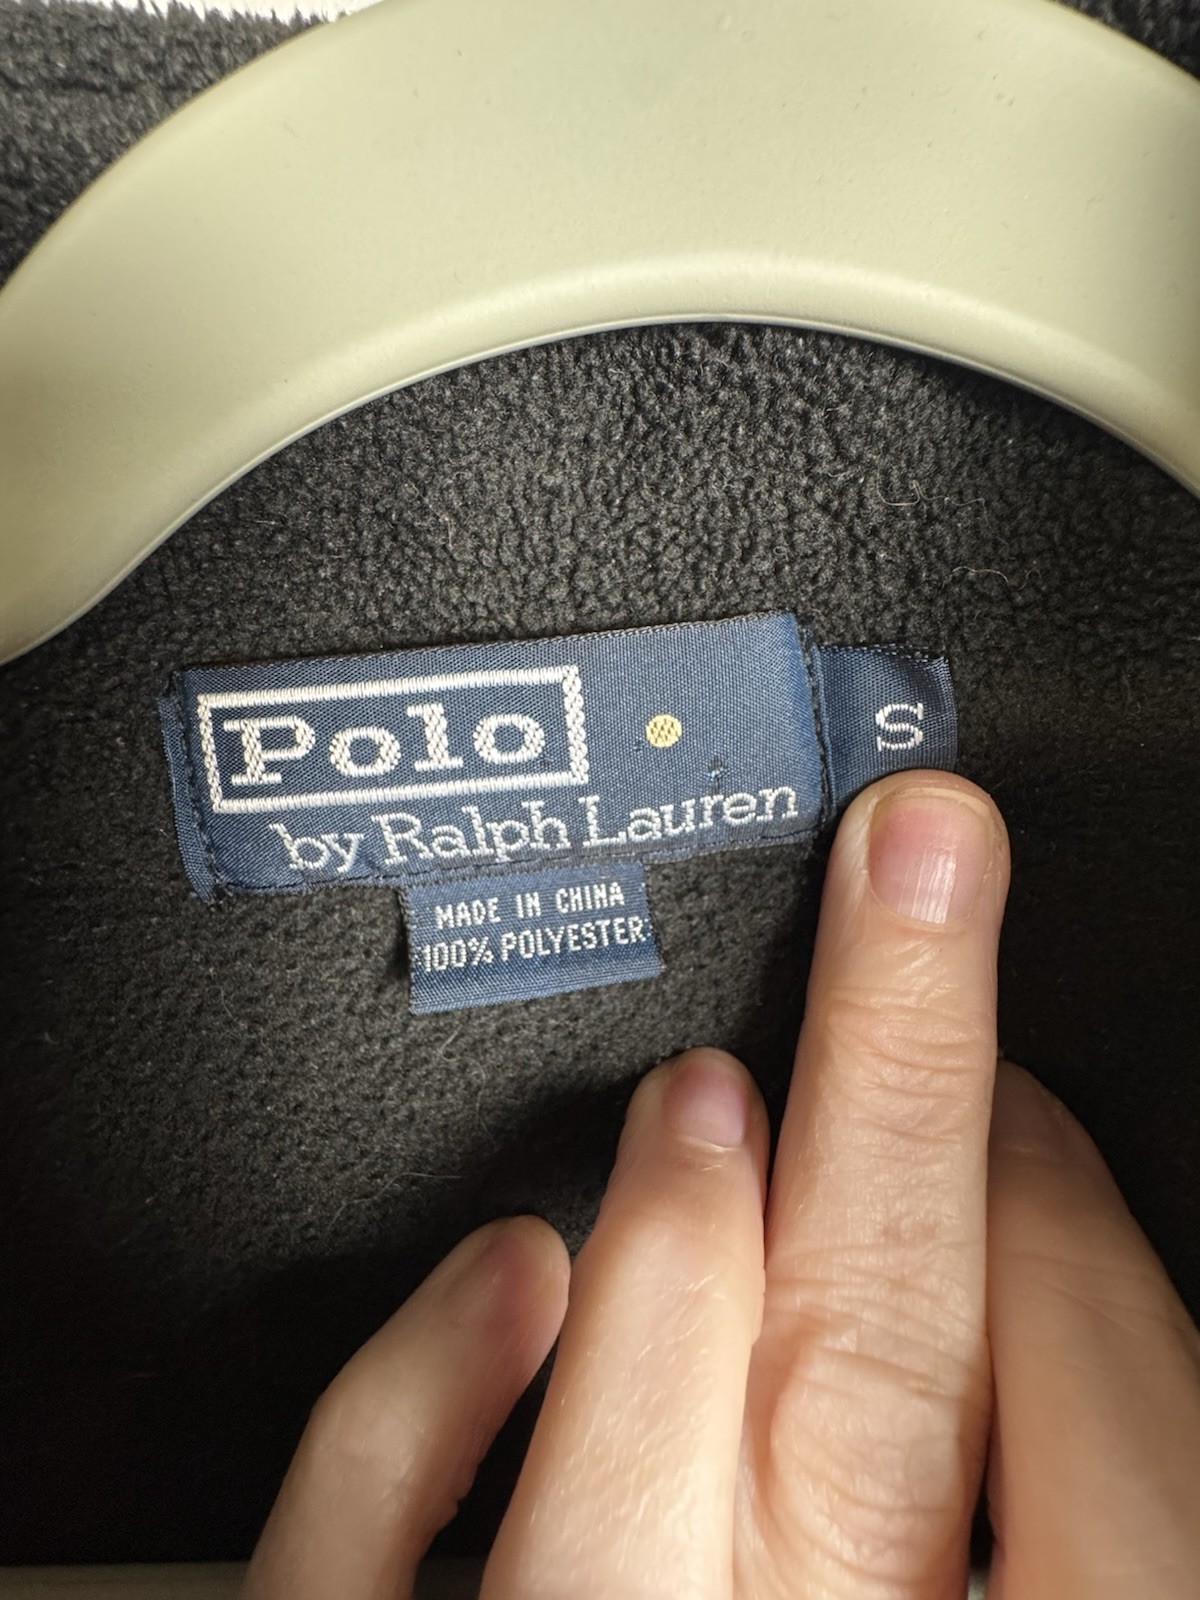 Polo
by Ralph Lauren
S
MADE IN CHINA
100% POLYESTER